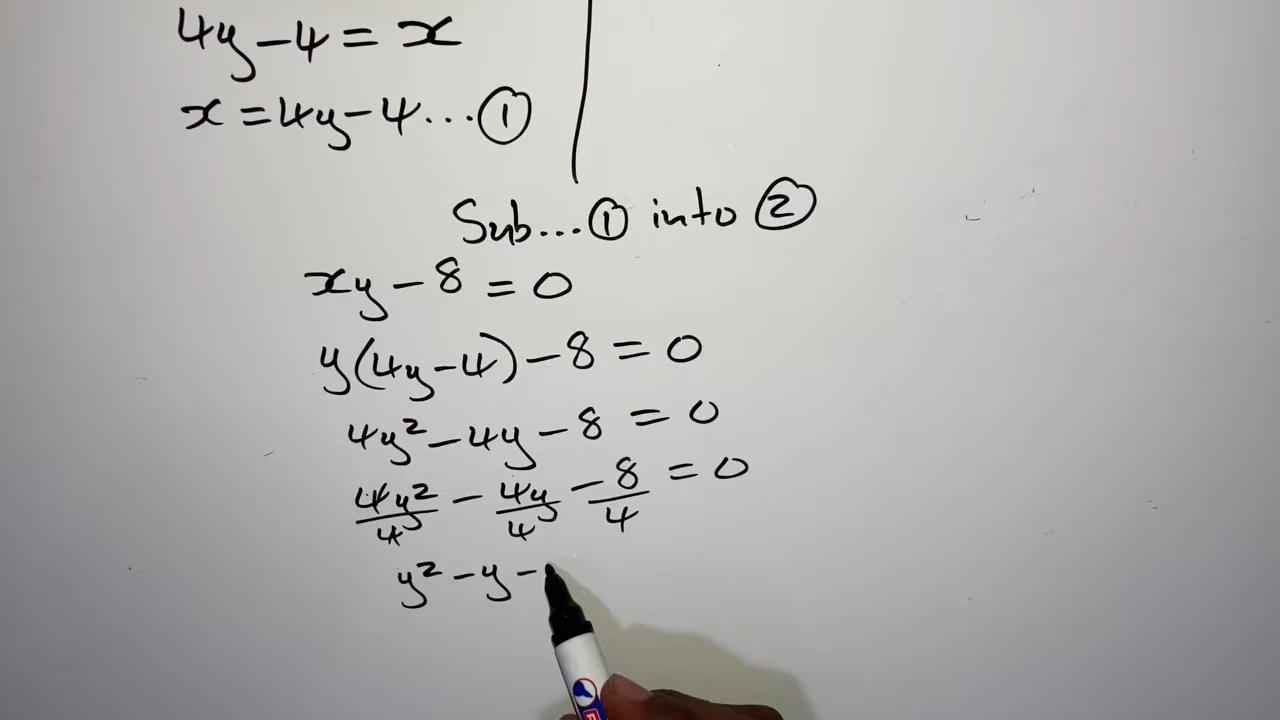 4y - 4 = x
x = 4y - 4 ... ①
Sub... ① into ②
xy - 8 = 0
y(4y - 4) - 8 = 0
4y² - 4y - 8 = 0
4y²/4 - 4y/4 - 8/4 = 0
y² - y -